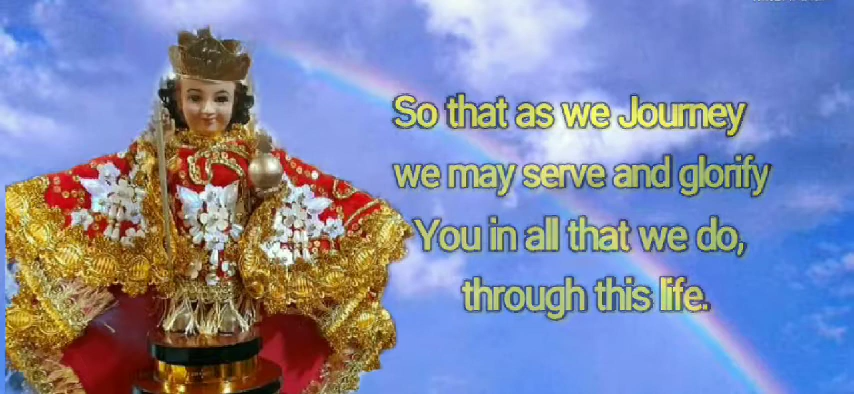 So that as we Journey
we may serve and glorify
You in all that we do,
through this life.